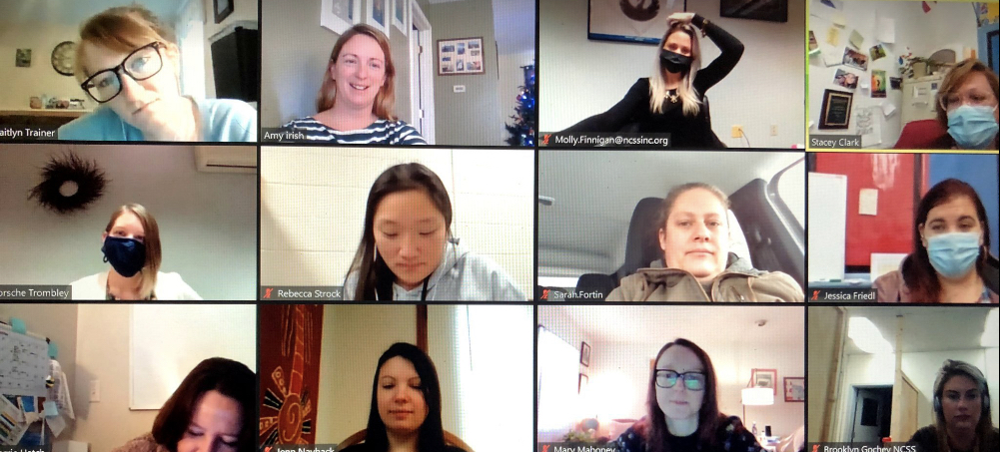 aitlyn Trainer
Amy Irish
Molly.Finnigan@ncssinc.org
Stacey Clark
orsche Trombley
Rebecca Strock
Sarah.Fortin
Jessica Friedl
Mary Mahoney
Brooklyn Gochey NCSS